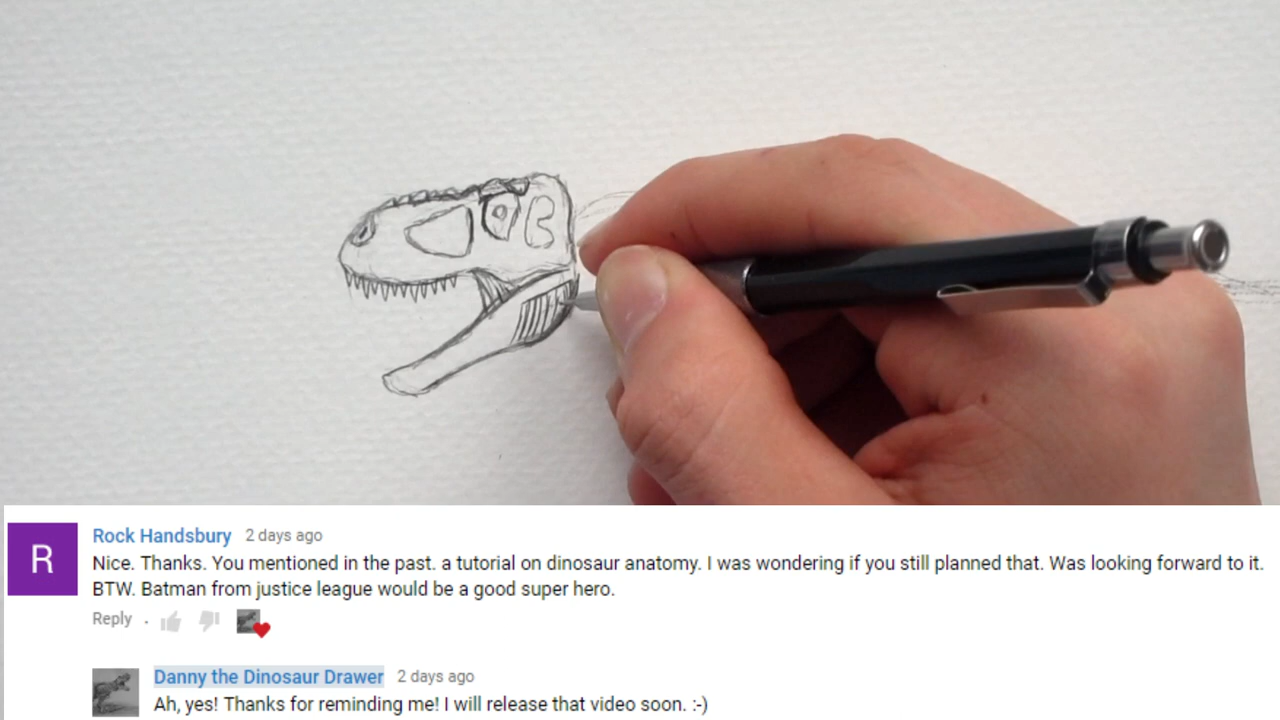 R
Rock Handsbury 2 days ago
Nice. Thanks. You mentioned in the past. a tutorial on dinosaur anatomy. I was wondering if you still planned that. Was looking forward to it.
BTW. Batman from justice league would be a good super hero.
Reply
Danny the Dinosaur Drawer 2 days ago
Ah, yes! Thanks for reminding me! I will release that video soon. :-)